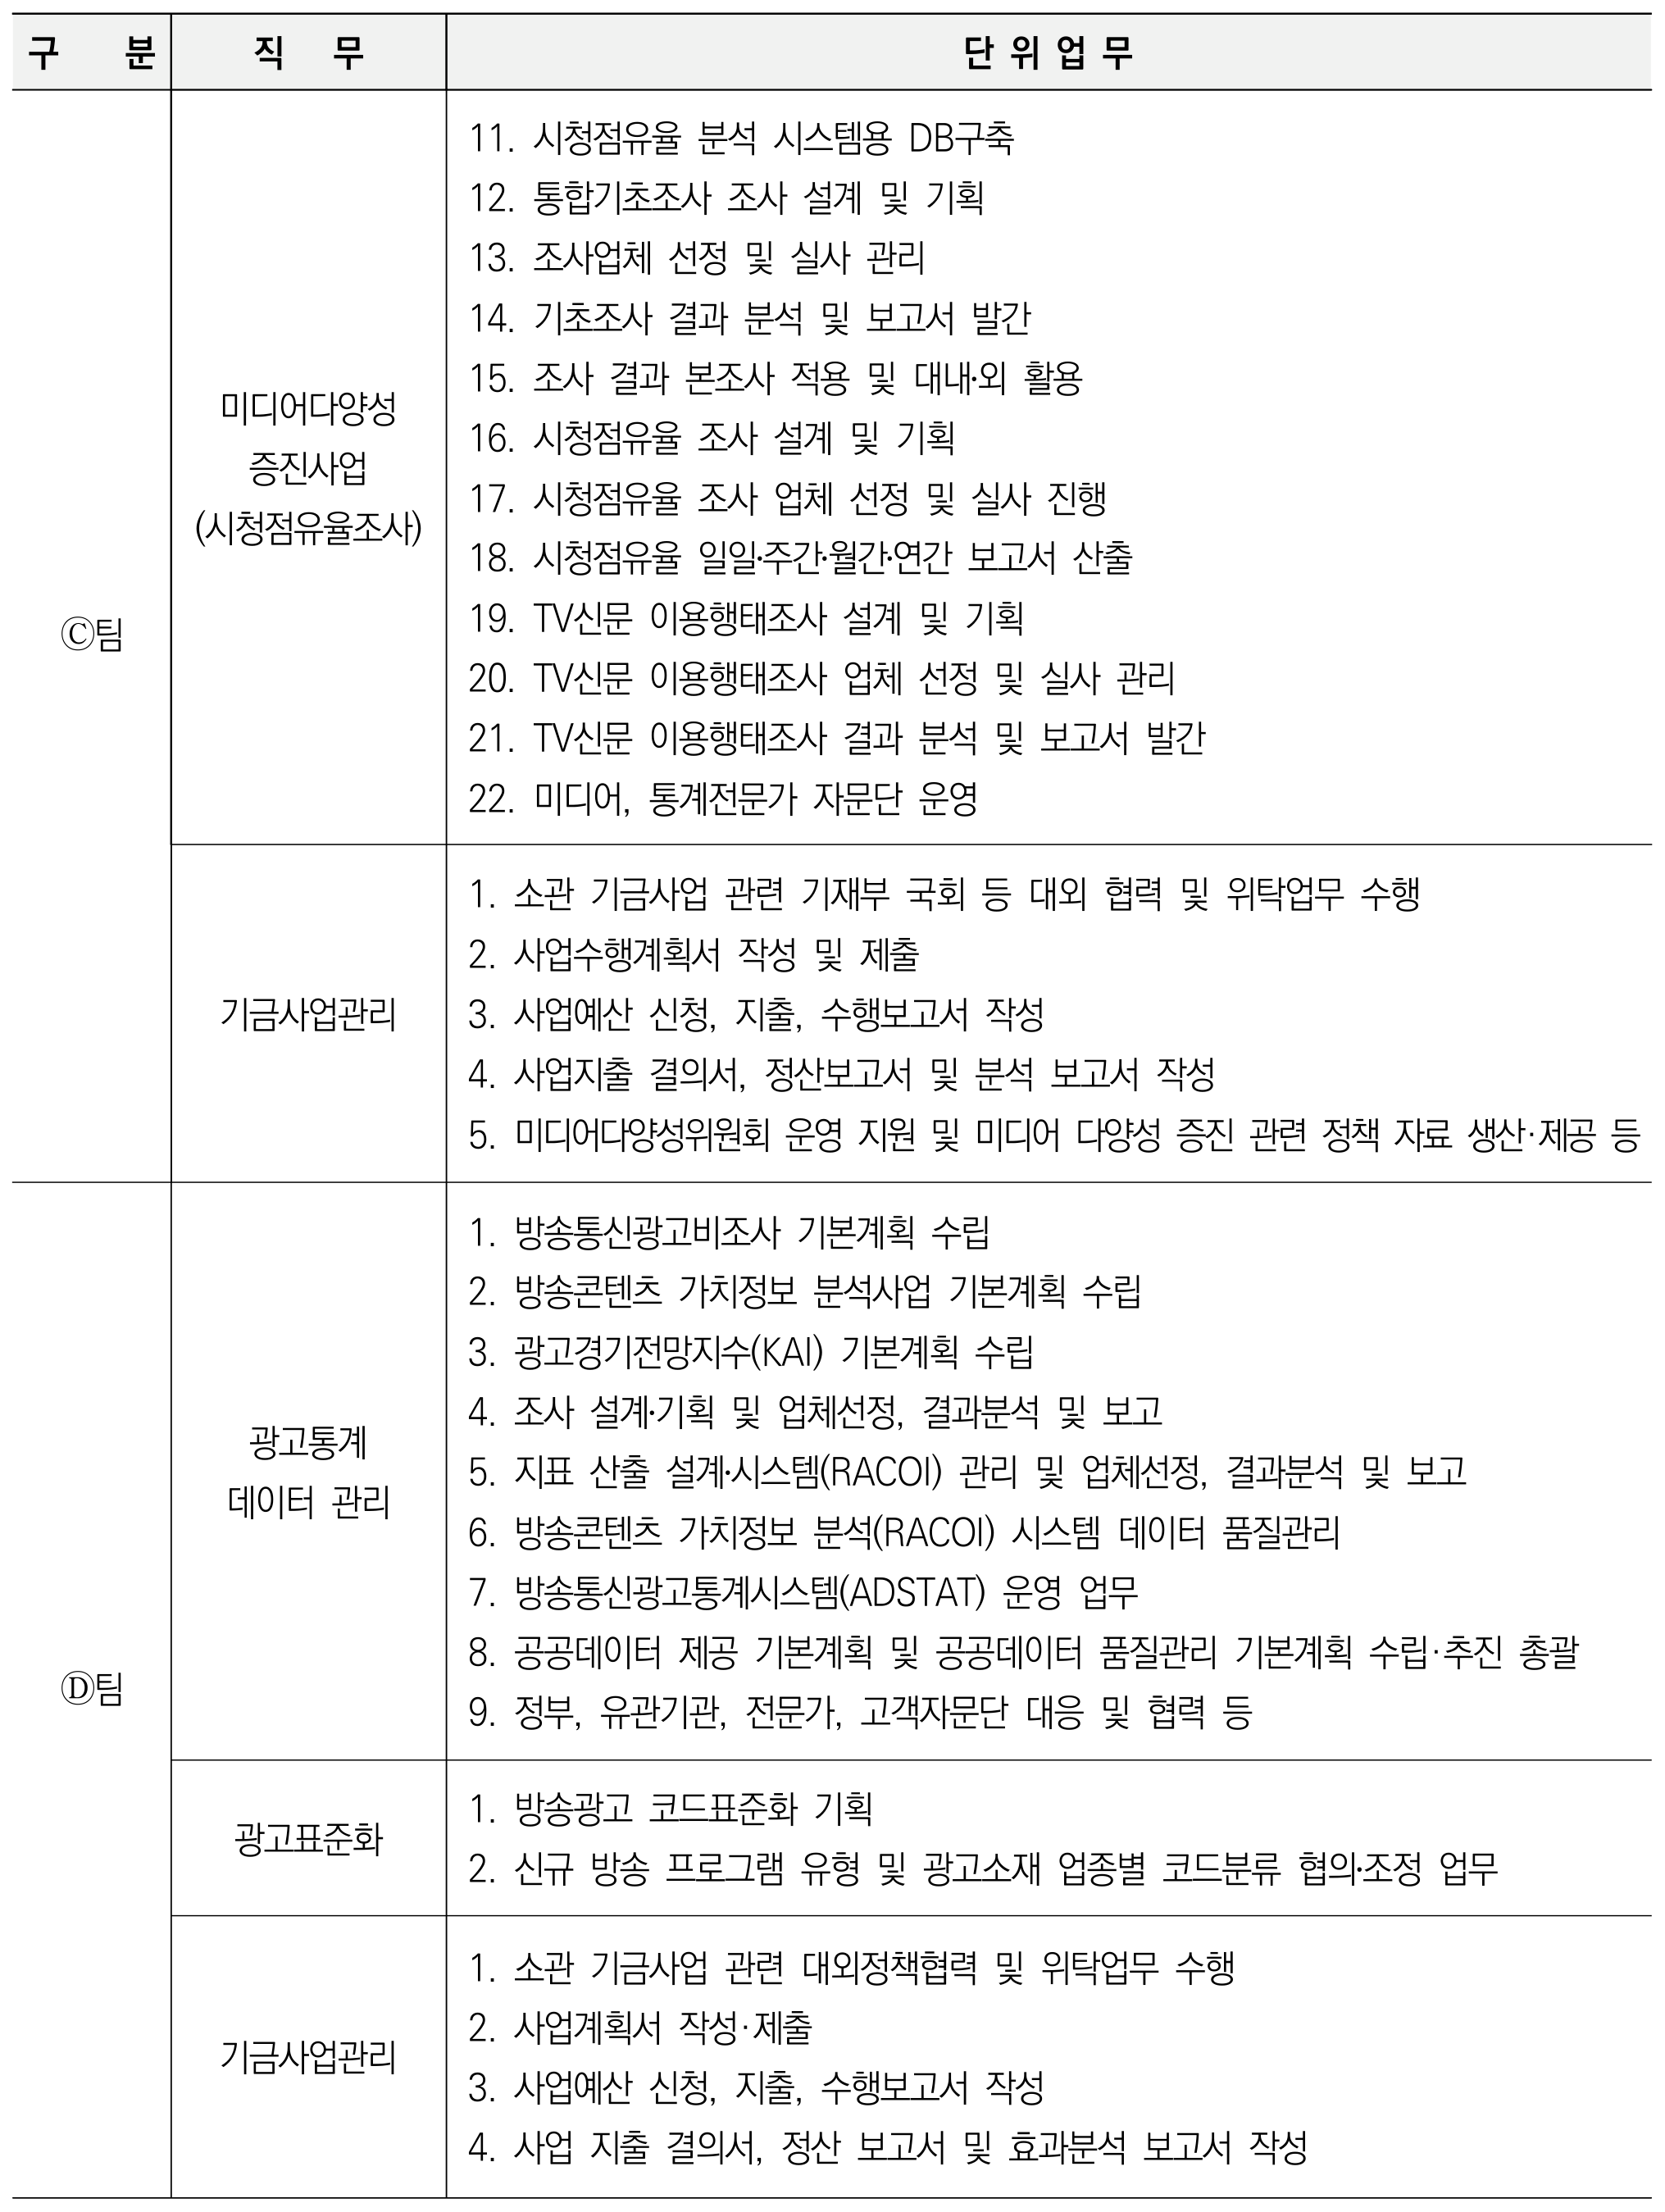 구 분 직 무 단위업무
11. 시청점유율 분석 시스템용 DB구축
12. 통합기초조사 조사 설계 및 기획
13. 조사업체 선정 및 실사 관리
14. 기초조사 결과 분석 및 보고서 발간
15. 조사 결과 본조사 적용 및 대내·외 활용
16. 시청점유율 조사 설계 및 기획
17. 시청점유율 조사 업체 선정 및 실사 진행
18. 시청점유율 일일·주간·월간·연간 보고서 산출
19. TV신문 이용행태조사 설계 및 기획
20. TV신문 이용행태조사 업체 선정 및 실사 관리
21. TV신문 이용행태조사 결과 분석 및 보고서 발간
22. 미디어, 통계전문가 자문단 운영
미디어다양성
증진사업
(시청점유율조사)
Ⓒ팀
1. 소관 기금사업 관련 기재부 국회 등 대외 협력 및 위탁업무 수행
2. 사업수행계획서 작성 및 제출
3. 사업예산 신청, 지출, 수행보고서 작성
4. 사업지출 결의서, 정산보고서 및 분석 보고서 작성
5. 미디어다양성위원회 운영 지원 및 미디어 다양성 증진 관련 정책 자료 생산·제공 등
기금사업관리
1. 방송통신광고비조사 기본계획 수립
2. 방송콘텐츠 가치정보 분석사업 기본계획 수립
3. 광고경기전망지수(KAI) 기본계획 수립
4. 조사 설계·기획 및 업체선정, 결과분석 및 보고
5. 지표 산출 설계·시스템(RACOI) 관리 및 업체선정, 결과분석 및 보고
6. 방송콘텐츠 가치정보 분석(RACOI) 시스템 데이터 품질관리
7. 방송통신광고통계시스템(ADSTAT) 운영 업무
8. 공공데이터 제공 기본계획 및 공공데이터 품질관리 기본계획 수립·추진 총괄
9. 정부, 유관기관, 전문가, 고객자문단 대응 및 협력 등
광고통계
데이터 관리
Ⓓ팀
1. 방송광고 코드표준화 기획
2. 신규 방송 프로그램 유형 및 광고소재 업종별 코드분류 협의·조정 업무
광고표준화
1. 소관 기금사업 관련 대외정책협력 및 위탁업무 수행
2. 사업계획서 작성·제출
3. 사업예산 신청, 지출, 수행보고서 작성
4. 사업 지출 결의서, 정산 보고서 및 효과분석 보고서 작성
기금사업관리